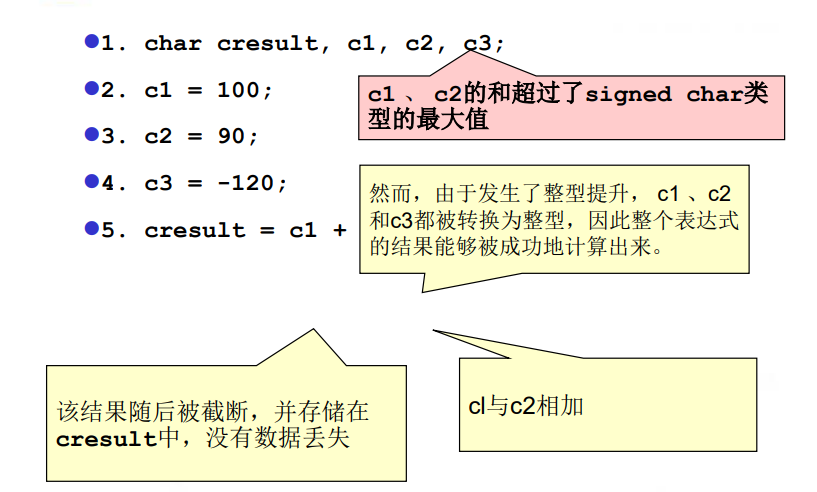 ●1. char cresult, c1, c2, c3;
●2. c1 = 100;
c1 、 c2的和超过了signed char类
型的最大值
●3. c2 = 90;
●4. c3 = -120;
●5. cresult = c1 +
然而，由于发生了整型提升， c1 、c2
和c3都被转换为整型，因此整个表达式
的结果能够被成功地计算出来。
该结果随后被截断，并存储在
cresult中，没有数据丢失
cl与c2相加